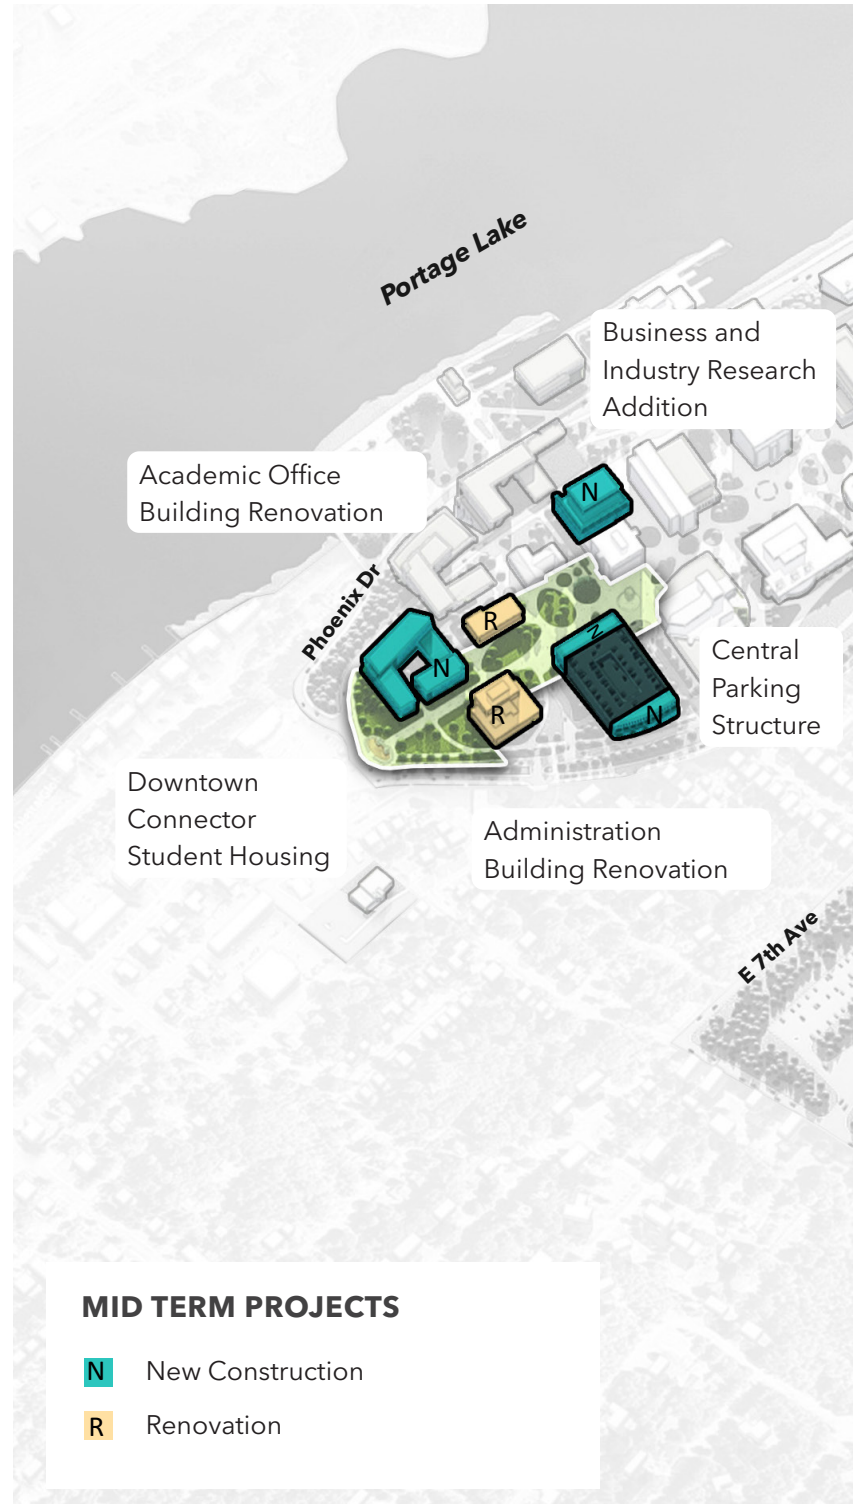 Portage Lake
Business and
Industry Research
Addition
Academic Office
Building Renovation
N
Phoenix Dr
R
N
N
Central
Parking
Structure
R
N
Downtown
Connector
Student Housing
Administration
Building Renovation
E 7th Ave
MID TERM PROJECTS
N New Construction
R Renovation